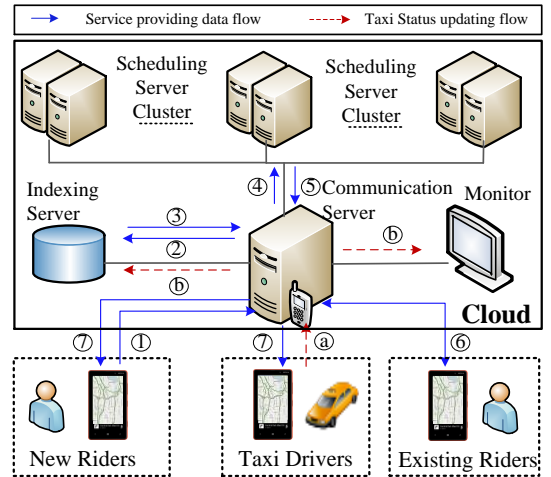 Service providing data flow
Taxi Status updating flow
Scheduling
Server
Cluster
Scheduling
Server
Cluster
④
⑤
Communication
Server
Indexing
Server
Monitor
③
②
ⓑ
ⓑ
Cloud
⑦
①
⑦
ⓐ
⑥
New Riders
Taxi Drivers
Existing Riders